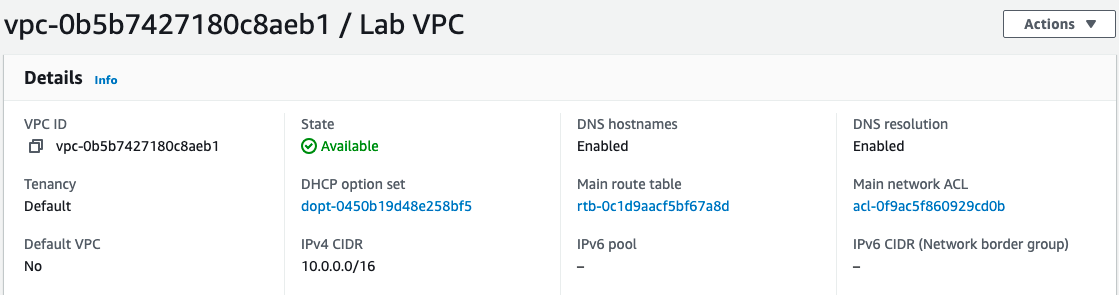 vpc-0b5b7427180c8aeb1 / Lab VPC
Actions
Details Info
VPC ID
vpc-0b5b7427180c8aeb1
State
Available
DNS hostnames
Enabled
DNS resolution
Enabled
Tenancy
Default
DHCP option set
dopt-0450b19d48e258bf5
Main route table
rtb-0c1d9aacf5bf67a8d
Main network ACL
acl-0f9ac5f860929cd0b
Default VPC
No
IPv4 CIDR
10.0.0.0/16
IPv6 pool
–
IPv6 CIDR (Network border group)
–